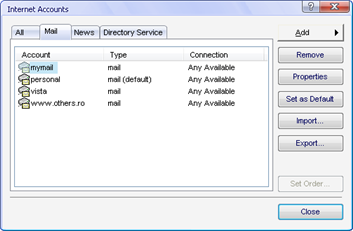 Internet Accounts
All Mail News Directory Service
Add
Account Type Connection
mymail mail Any Available
personal mail (default) Any Available
vista mail Any Available
www.others.ro mail Any Available
Remove
Properties
Set as Default
Import...
Export...
Set Order...
Close